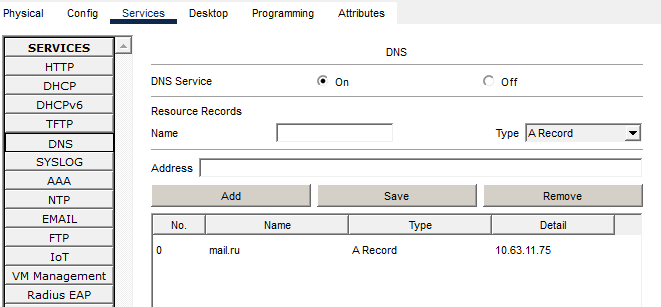 Physical Config Services Desktop Programming Attributes
SERVICES
HTTP
DHCP
DHCPv6
TFTP
DNS
SYSLOG
AAA
NTP
EMAIL
FTP
IoT
VM Management
Radius EAP
DNS
DNS Service On Off
Resource Records
Name Type A Record
Address
Add Save Remove
No. Name Type Detail
0 mail.ru A Record 10.63.11.75